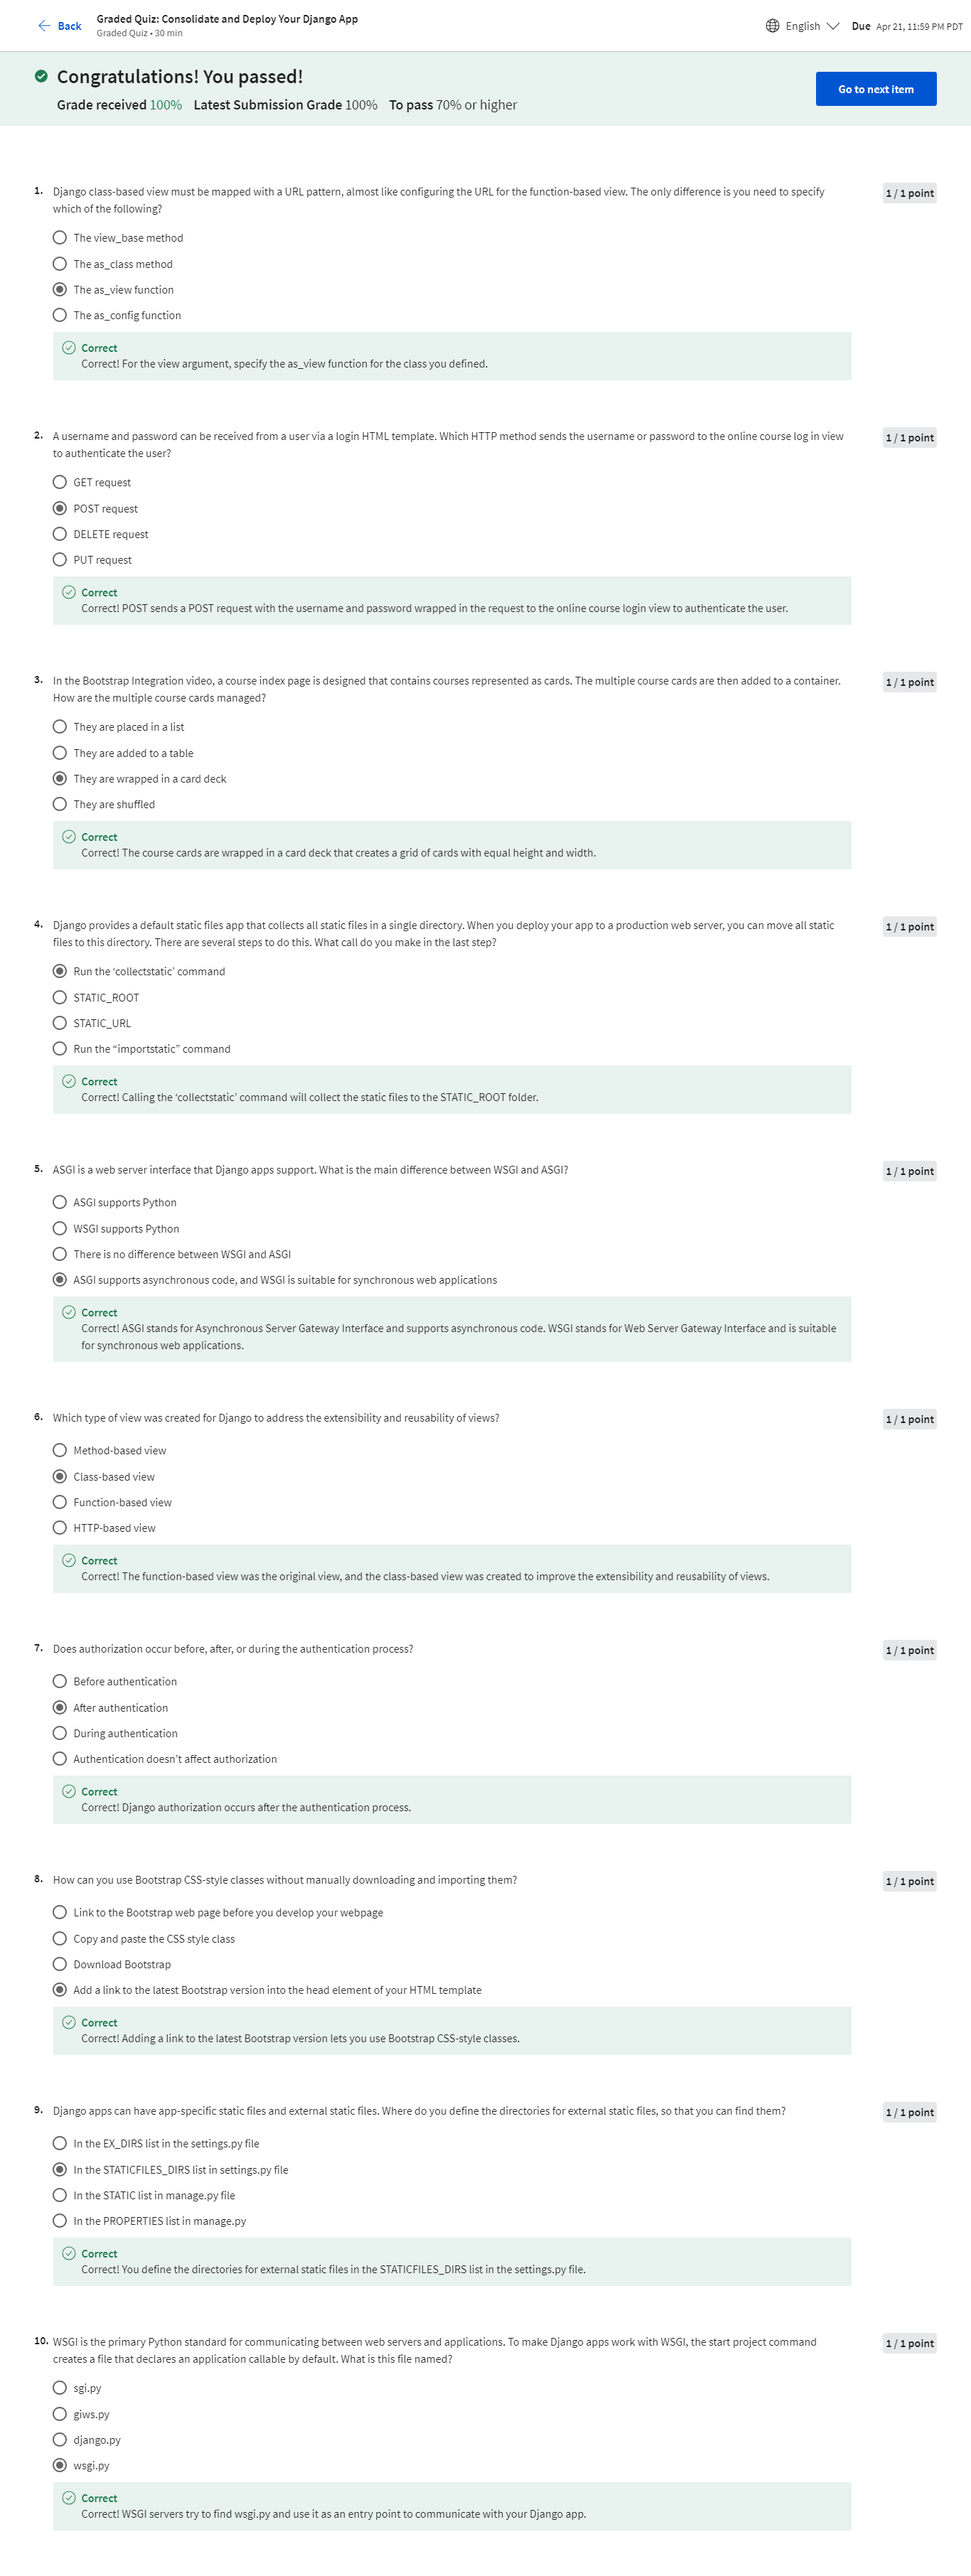 Back
Graded Quiz: Consolidate and Deploy Your Django App
Graded Quiz • 30 min
English
Due Apr 21, 11:59 PM PDT
Congratulations! You passed!
Grade received 100% Latest Submission Grade 100% To pass 70% or higher
Go to next item
1. Django class-based view must be mapped with a URL pattern, almost like configuring the URL for the function-based view. The only difference is you need to specify
which of the following?
1 / 1 point
The view_base method
The as_class method
The as_view function
The as_config function
Correct
Correct! For the view argument, specify the as_view function for the class you defined.
2. A username and password can be received from a user via a login HTML template. Which HTTP method sends the username or password to the online course log in view
to authenticate the user?
1 / 1 point
GET request
POST request
DELETE request
PUT request
Correct
Correct! POST sends a POST request with the username and password wrapped in the request to the online course login view to authenticate the user.
3. In the Bootstrap Integration video, a course index page is designed that contains courses represented as cards. The multiple course cards are then added to a container.
How are the multiple course cards managed?
1 / 1 point
They are placed in a list
They are added to a table
They are wrapped in a card deck
They are shuffled
Correct
Correct! The course cards are wrapped in a card deck that creates a grid of cards with equal height and width.
4. Django provides a default static files app that collects all static files in a single directory. When you deploy your app to a production web server, you can move all static
files to this directory. There are several steps to do this. What call do you make in the last step?
1 / 1 point
Run the ‘collectstatic’ command
STATIC_ROOT
STATIC_URL
Run the “importstatic” command
Correct
Correct! Calling the ‘collectstatic’ command will collect the static files to the STATIC_ROOT folder.
5. ASGI is a web server interface that Django apps support. What is the main difference between WSGI and ASGI?
1 / 1 point
ASGI supports Python
WSGI supports Python
There is no difference between WSGI and ASGI
ASGI supports asynchronous code, and WSGI is suitable for synchronous web applications
Correct
Correct! ASGI stands for Asynchronous Server Gateway Interface and supports asynchronous code. WSGI stands for Web Server Gateway Interface and is suitable
for synchronous web applications.
6. Which type of view was created for Django to address the extensibility and reusability of views?
1 / 1 point
Method-based view
Class-based view
Function-based view
HTTP-based view
Correct
Correct! The function-based view was the original view, and the class-based view was created to improve the extensibility and reusability of views.
7. Does authorization occur before, after, or during the authentication process?
1 / 1 point
Before authentication
After authentication
During authentication
Authentication doesn’t affect authorization
Correct
Correct! Django authorization occurs after the authentication process.
8. How can you use Bootstrap CSS-style classes without manually downloading and importing them?
1 / 1 point
Link to the Bootstrap web page before you develop your webpage
Copy and paste the CSS style class
Download Bootstrap
Add a link to the latest Bootstrap version into the head element of your HTML template
Correct
Correct! Adding a link to the latest Bootstrap version lets you use Bootstrap CSS-style classes.
9. Django apps can have app-specific static files and external static files. Where do you define the directories for external static files, so that you can find them?
1 / 1 point
In the EX_DIRS list in the settings.py file
In the STATICFILES_DIRS list in settings.py file
In the STATIC list in manage.py file
In the PROPERTIES list in manage.py
Correct
Correct! You define the directories for external static files in the STATICFILES_DIRS list in the settings.py file.
10. WSGI is the primary Python standard for communicating between web servers and applications. To make Django apps work with WSGI, the start project command
creates a file that declares an application callable by default. What is this file named?
1 / 1 point
sgi.py
giws.py
django.py
wsgi.py
Correct
Correct! WSGI servers try to find wsgi.py and use it as an entry point to communicate with your Django app.